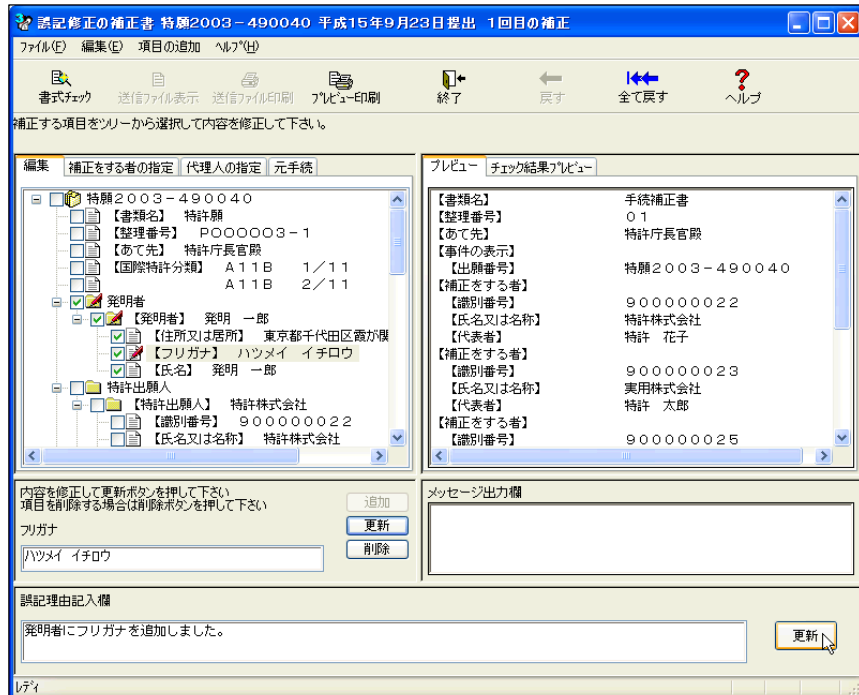 誤記修正の補正書 特願2003-490040 平成15年9月23日提出 1回目の補正
ファイル(F) 編集(E) 項目の追加 ヘルプ(H)
書式チェック 送信ファイル表示 送信ファイル印刷 プレビュー印刷 終了 戻す 全て戻す ヘルプ
補正する項目をツリーから選択して内容を修正して下さい。
編集 補正をする者の指定 代理人の指定 元手続
特願2003-490040
【書類名】 特許願
【整理番号】 P000003-1
【あて先】 特許庁長官殿
【国際特許分類】 A11B 1/11
A11B 2/11
発明者
【発明者】 発明 一郎
【住所又は居所】 東京都千代田区霞が関
【フリガナ】 ハツメイ イチロウ
【氏名】 発明 一郎
特許出願人
【特許出願人】 特許株式会社
【識別番号】 900000022
【氏名又は名称】 特許株式会社
プレビュー チェック結果プレビュー
【書類名】 手続補正書
【整理番号】 01
【あて先】 特許庁長官殿
【事件の表示】
【出願番号】 特願2003-490040
【補正をする者】
【識別番号】 900000022
【氏名又は名称】 特許株式会社
【代表者】 特許 花子
【補正をする者】
【識別番号】 900000023
【氏名又は名称】 実用株式会社
【代表者】 特許 太郎
【補正をする者】
【識別番号】 900000025
内容を修正して更新ボタンを押して下さい
項目を削除する場合は削除ボタンを押して下さい
追加
フリガナ
更新
ハツメイ イチロウ
削除
メッセージ出力欄
誤記理由記入欄
発明者にフリガナを追加しました。
更新
レディ